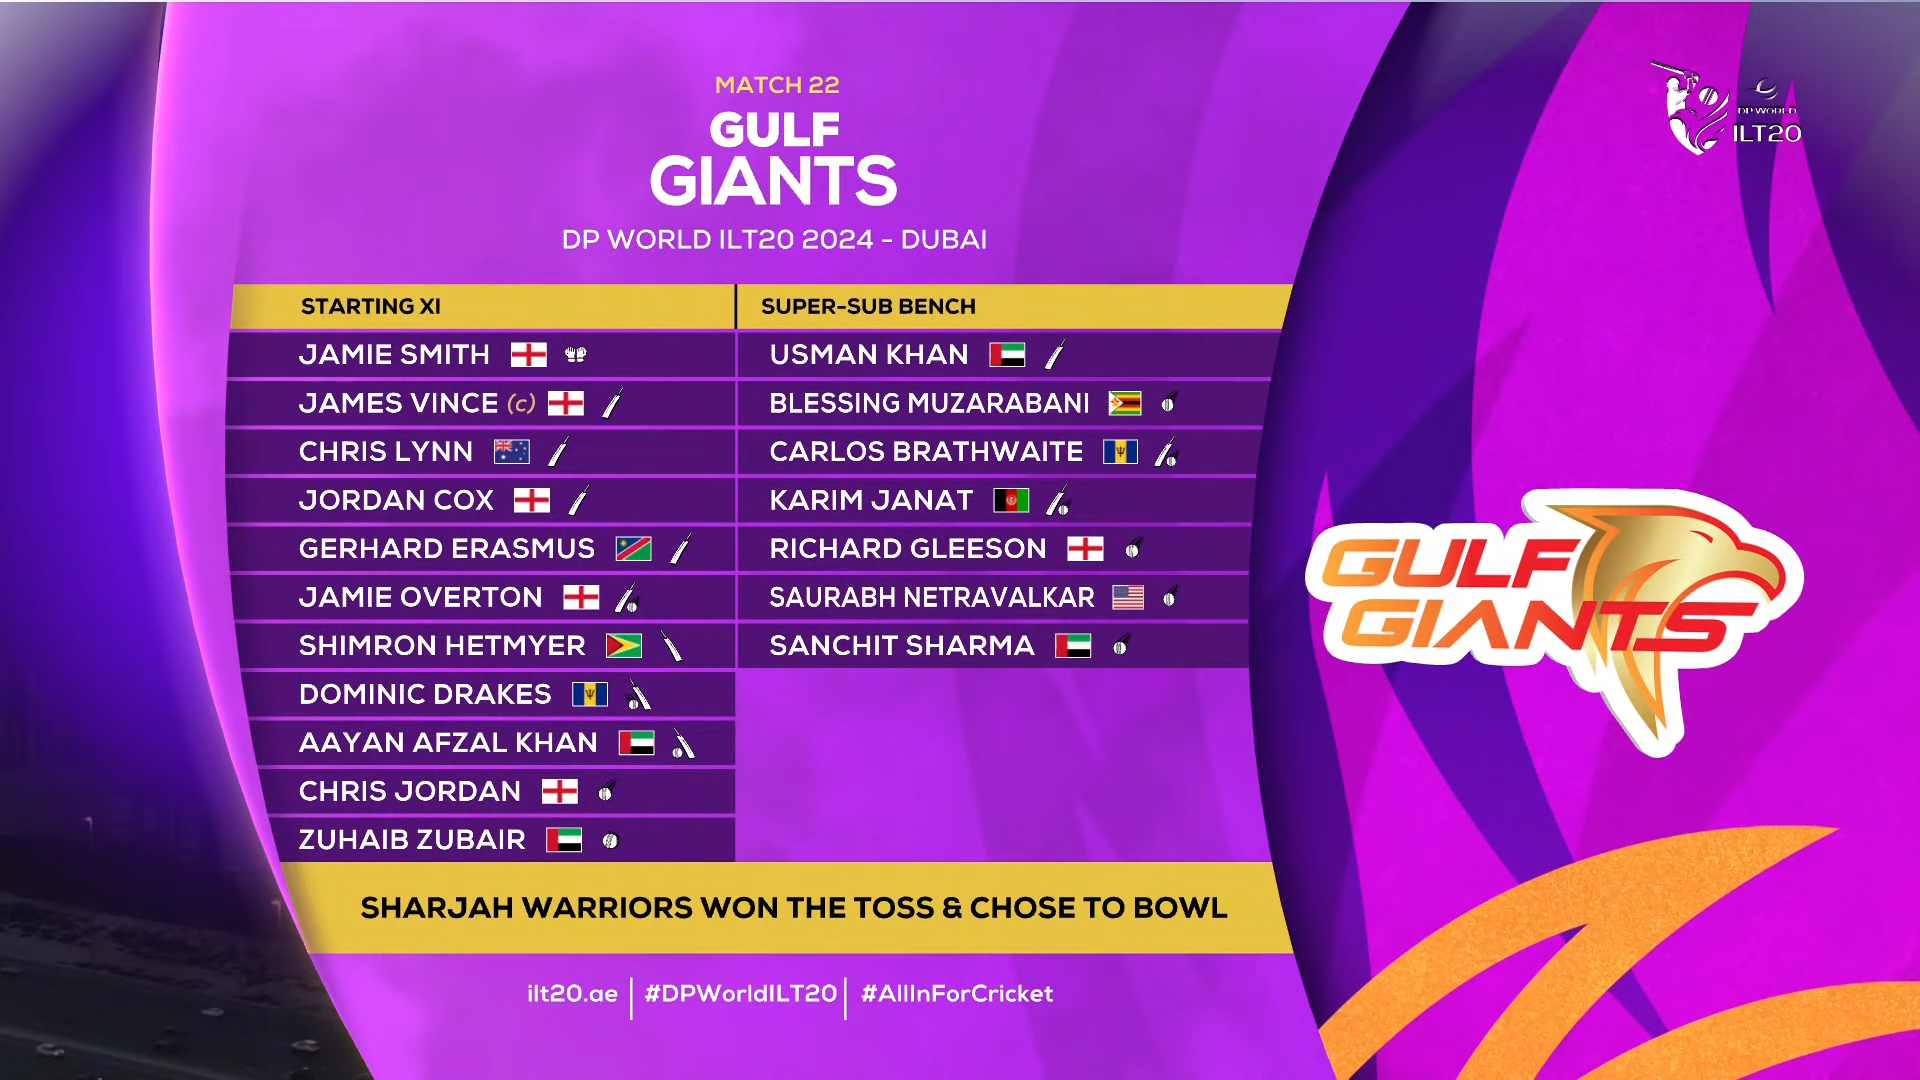 MATCH 22
GULF
GIANTS
DP WORLD ILT20 2024 - DUBAI
DP WORLD
ILT20
STARTING XI
JAMIE SMITH
JAMES VINCE (c)
CHRIS LYNN
JORDAN COX
GERHARD ERASMUS
JAMIE OVERTON
SHIMRON HETMYER
DOMINIC DRAKES
AAYAN AFZAL KHAN
CHRIS JORDAN
ZUHAIB ZUBAIR
SUPER-SUB BENCH
USMAN KHAN
BLESSING MUZARABANI
CARLOS BRATHWAITE
KARIM JANAT
RICHARD GLEESON
SAURABH NETRAVALKAR
SANCHIT SHARMA
GULF
GIANTS
SHARJAH WARRIORS WON THE TOSS & CHOSE TO BOWL
ilt20.ae | #DPWorldILT20 | #AllInForCricket